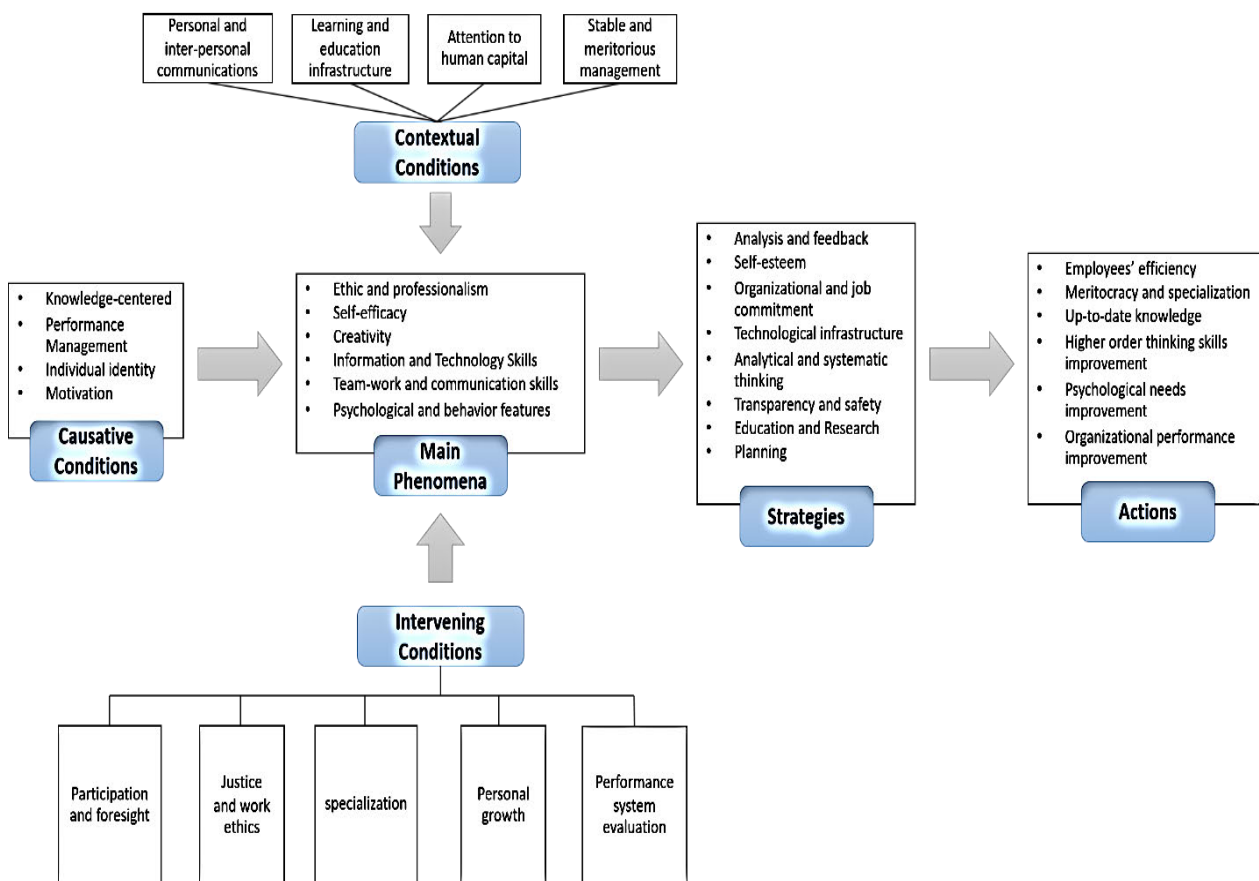 Personal and
inter-personal
communications
Learning and
education
infrastructure
Attention to
human capital
Stable and
meritorious
management
Contextual
Conditions
• Knowledge-centered
• Performance
Management
• Individual identity
• Motivation
Causative
Conditions
• Ethic and professionalism
• Self-efficacy
• Creativity
• Information and Technology Skills
• Team-work and communication skills
• Psychological and behavior features
Main
Phenomena
• Analysis and feedback
• Self-esteem
• Organizational and job
commitment
• Technological infrastructure
• Analytical and systematic
thinking
• Transparency and safety
• Education and Research
• Planning
Strategies
• Employees' efficiency
• Meritocracy and specialization
• Up-to-date knowledge
• Higher order thinking skills
improvement
• Psychological needs
improvement
• Organizational performance
improvement
Actions
Intervening
Conditions
Participation
and foresight
Justice
and work
ethics
specialization
Personal
growth
Performance
system
evaluation